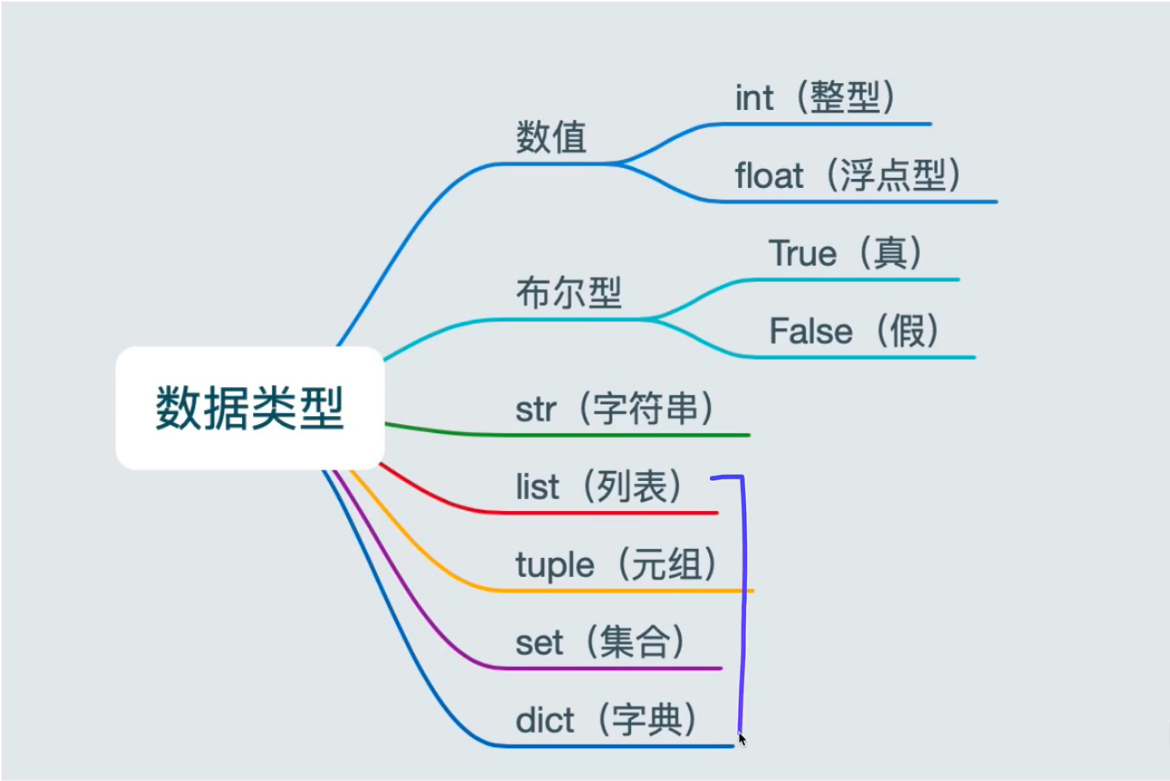 数据类型
数值
int（整型）
float（浮点型）
布尔型
True（真）
False（假）
str（字符串）
list（列表）
tuple（元组）
set（集合）
dict（字典）